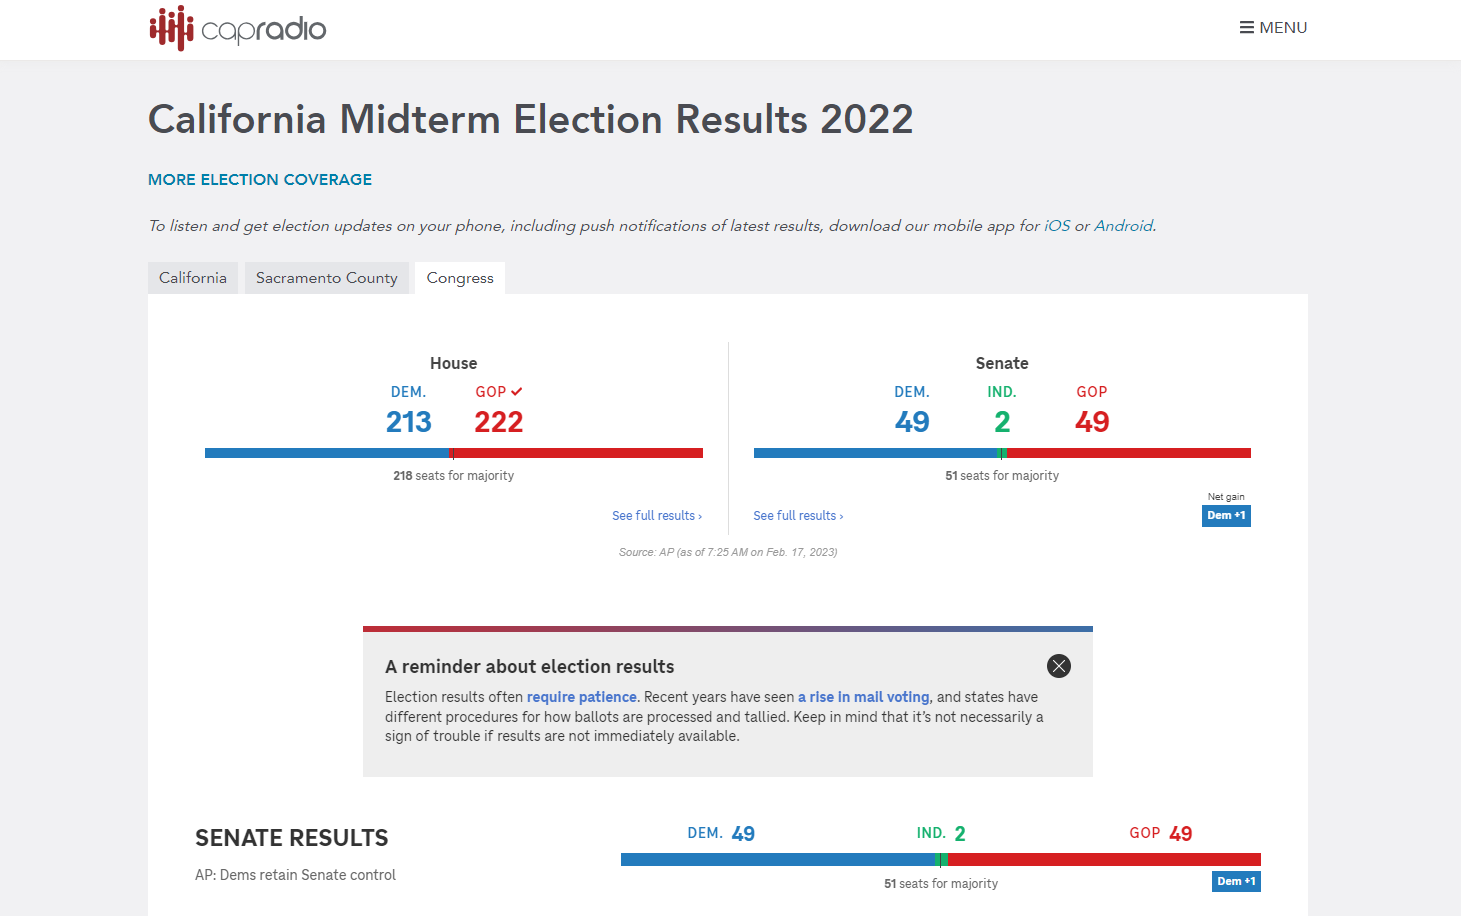 capradio
MENU
California Midterm Election Results 2022
MORE ELECTION COVERAGE
To listen and get election updates on your phone, including push notifications of latest results, download our mobile app for iOS or Android.
California
Sacramento County
Congress
House
DEM.
GOP
213
222
218 seats for majority
See full results ›
Senate
DEM.
IND.
GOP
49
2
49
51 seats for majority
Net gain
Dem +1
See full results ›
Source: AP (as of 7:25 AM on Feb. 17, 2023)
A reminder about election results
Election results often require patience. Recent years have seen a rise in mail voting, and states have
different procedures for how ballots are processed and tallied. Keep in mind that it's not necessarily a
sign of trouble if results are not immediately available.
SENATE RESULTS
AP: Dems retain Senate control
DEM. 49
IND. 2
GOP 49
51 seats for majority
Dem +1